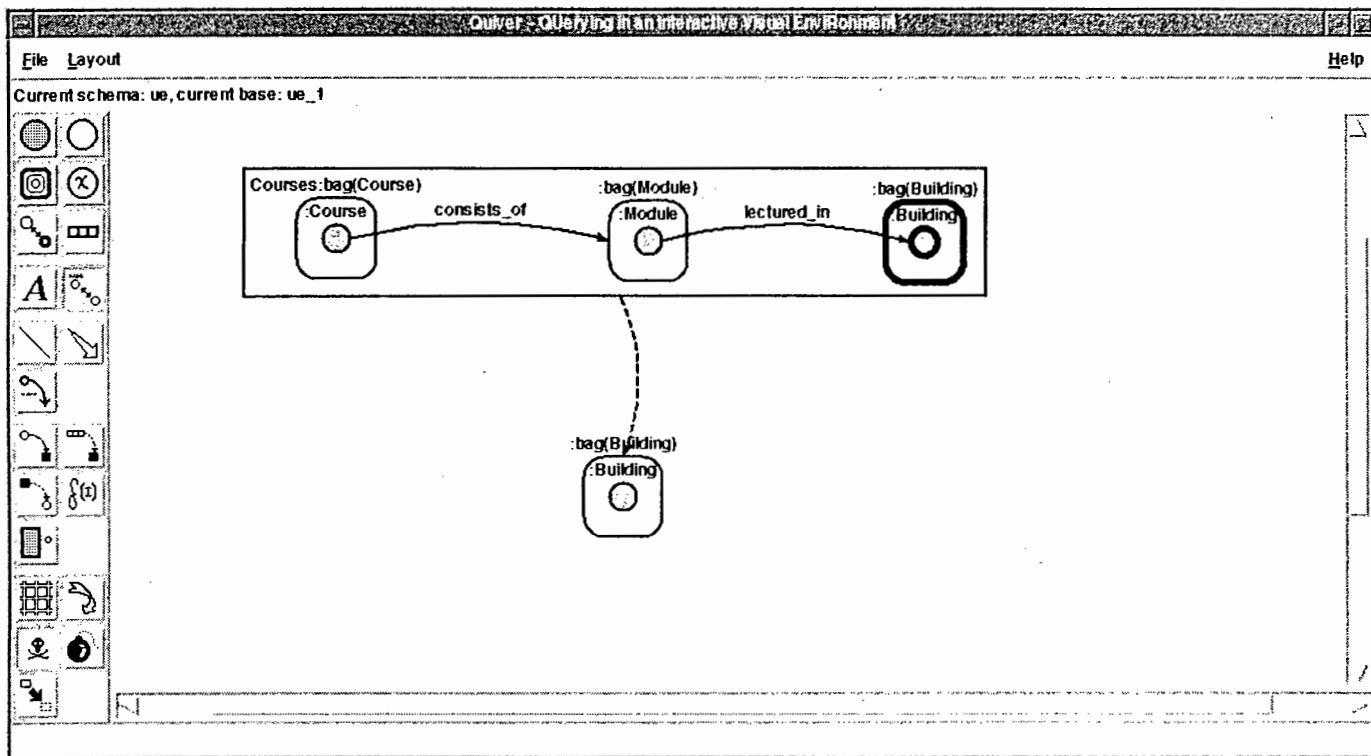 Quiver - QUerying in an Interactive Visual EnviRonment
File Layout Help
Current schema: ue, current base: ue_1
Courses:bag(Course) :bag(Module) :bag(Building)
:Course consists_of :Module lectured_in :Building
:bag(Building)
:Building
A